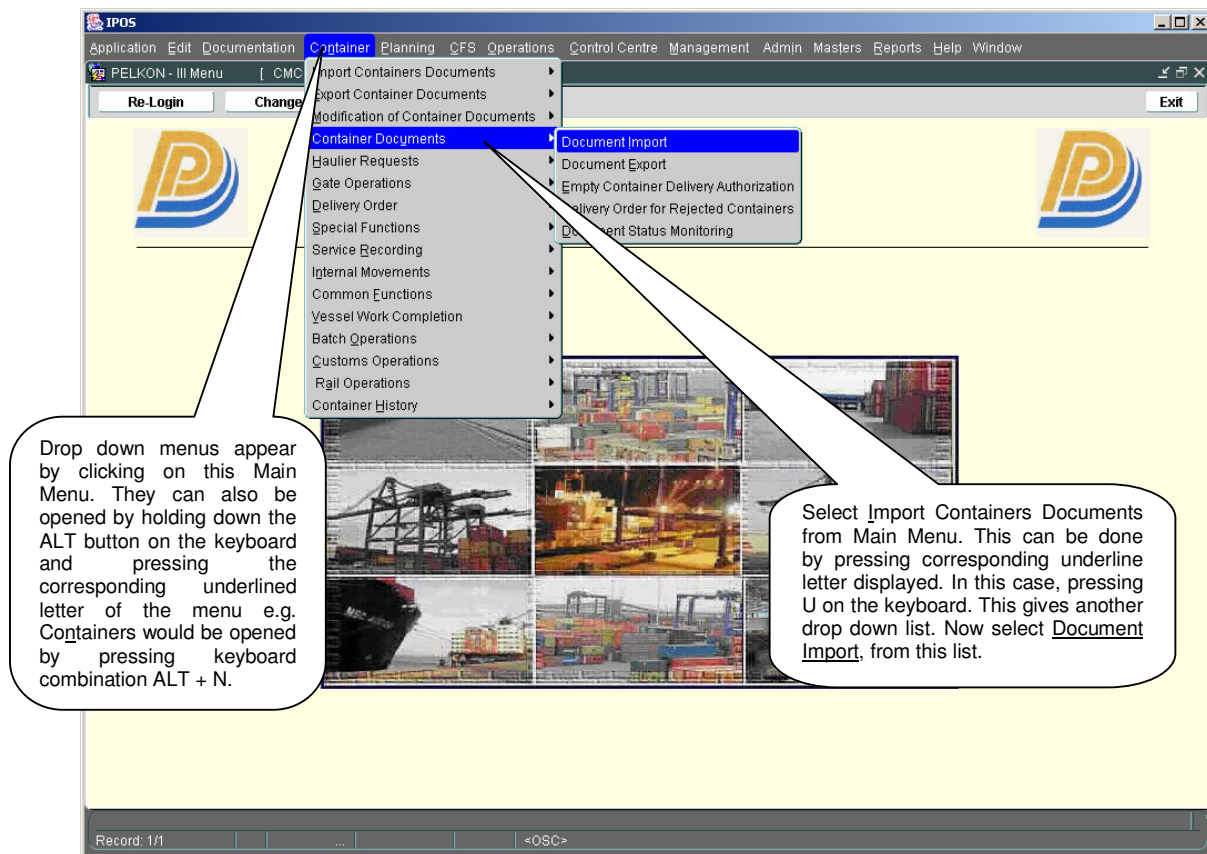 IPOS
Application Edit Documentation Container Planning CFS Operations Control Centre Management Admin Masters Reports Help Window
PELKON - III Menu [ CMC
Re-Login Change Exit
Import Containers Documents
Export Container Documents
Modification of Container Documents
Container Documents
Haulier Requests
Gate Operations
Delivery Order
Special Functions
Service Recording
Internal Movements
Common Functions
Vessel Work Completion
Batch Operations
Customs Operations
Rail Operations
Container History
Document Import
Document Export
Empty Container Delivery Authorization
Delivery Order for Rejected Containers
Document Status Monitoring
Drop down menus appear
by clicking on this Main
Menu. They can also be
opened by holding down the
ALT button on the keyboard
and pressing the
corresponding underlined
letter of the menu e.g.
Containers would be opened
by pressing keyboard
combination ALT + N.
Select Import Containers Documents
from Main Menu. This can be done
by pressing corresponding underline
letter displayed. In this case, pressing
U on the keyboard. This gives another
drop down list. Now select Document
Import, from this list.
Record: 1/1 ... <OSC>